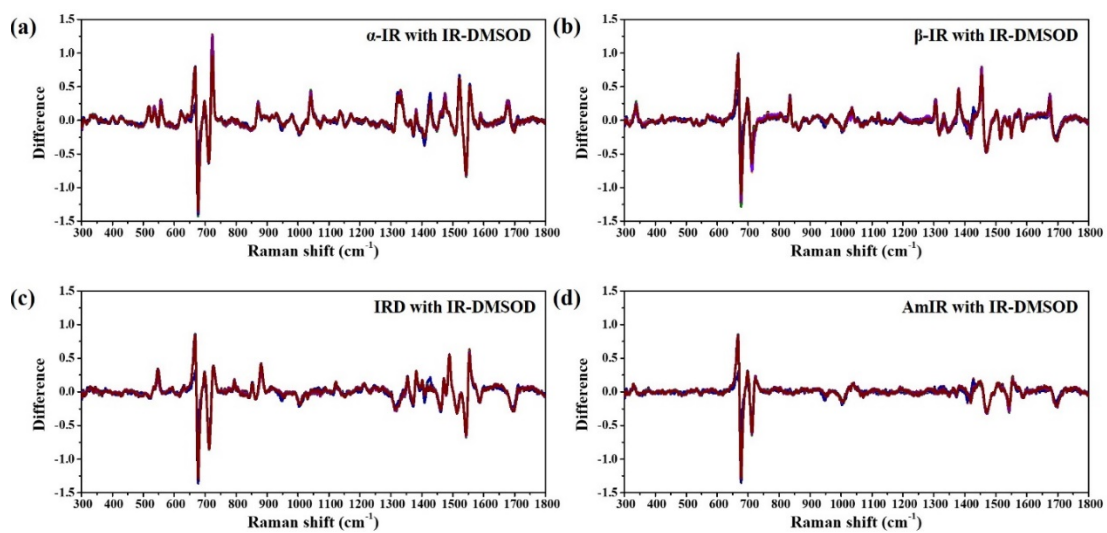 (a)
α-IR with IR-DMSOD
1.5
1.0
0.5
0.0
-0.5
-1.0
-1.5
Difference
300 400 500 600 700 800 900 1000 1100 1200 1300 1400 1500 1600 1700 1800
Raman shift (cm-1)
(b)
β-IR with IR-DMSOD
1.5
1.0
0.5
0.0
-0.5
-1.0
-1.5
Difference
300 400 500 600 700 800 900 1000 1100 1200 1300 1400 1500 1600 1700 1800
Raman shift (cm-1)
(c)
IRD with IR-DMSOD
1.5
1.0
0.5
0.0
-0.5
-1.0
-1.5
Difference
300 400 500 600 700 800 900 1000 1100 1200 1300 1400 1500 1600 1700 1800
Raman shift (cm-1)
(d)
AmIR with IR-DMSOD
1.5
1.0
0.5
0.0
-0.5
-1.0
-1.5
Difference
300 400 500 600 700 800 900 1000 1100 1200 1300 1400 1500 1600 1700 1800
Raman shift (cm-1)